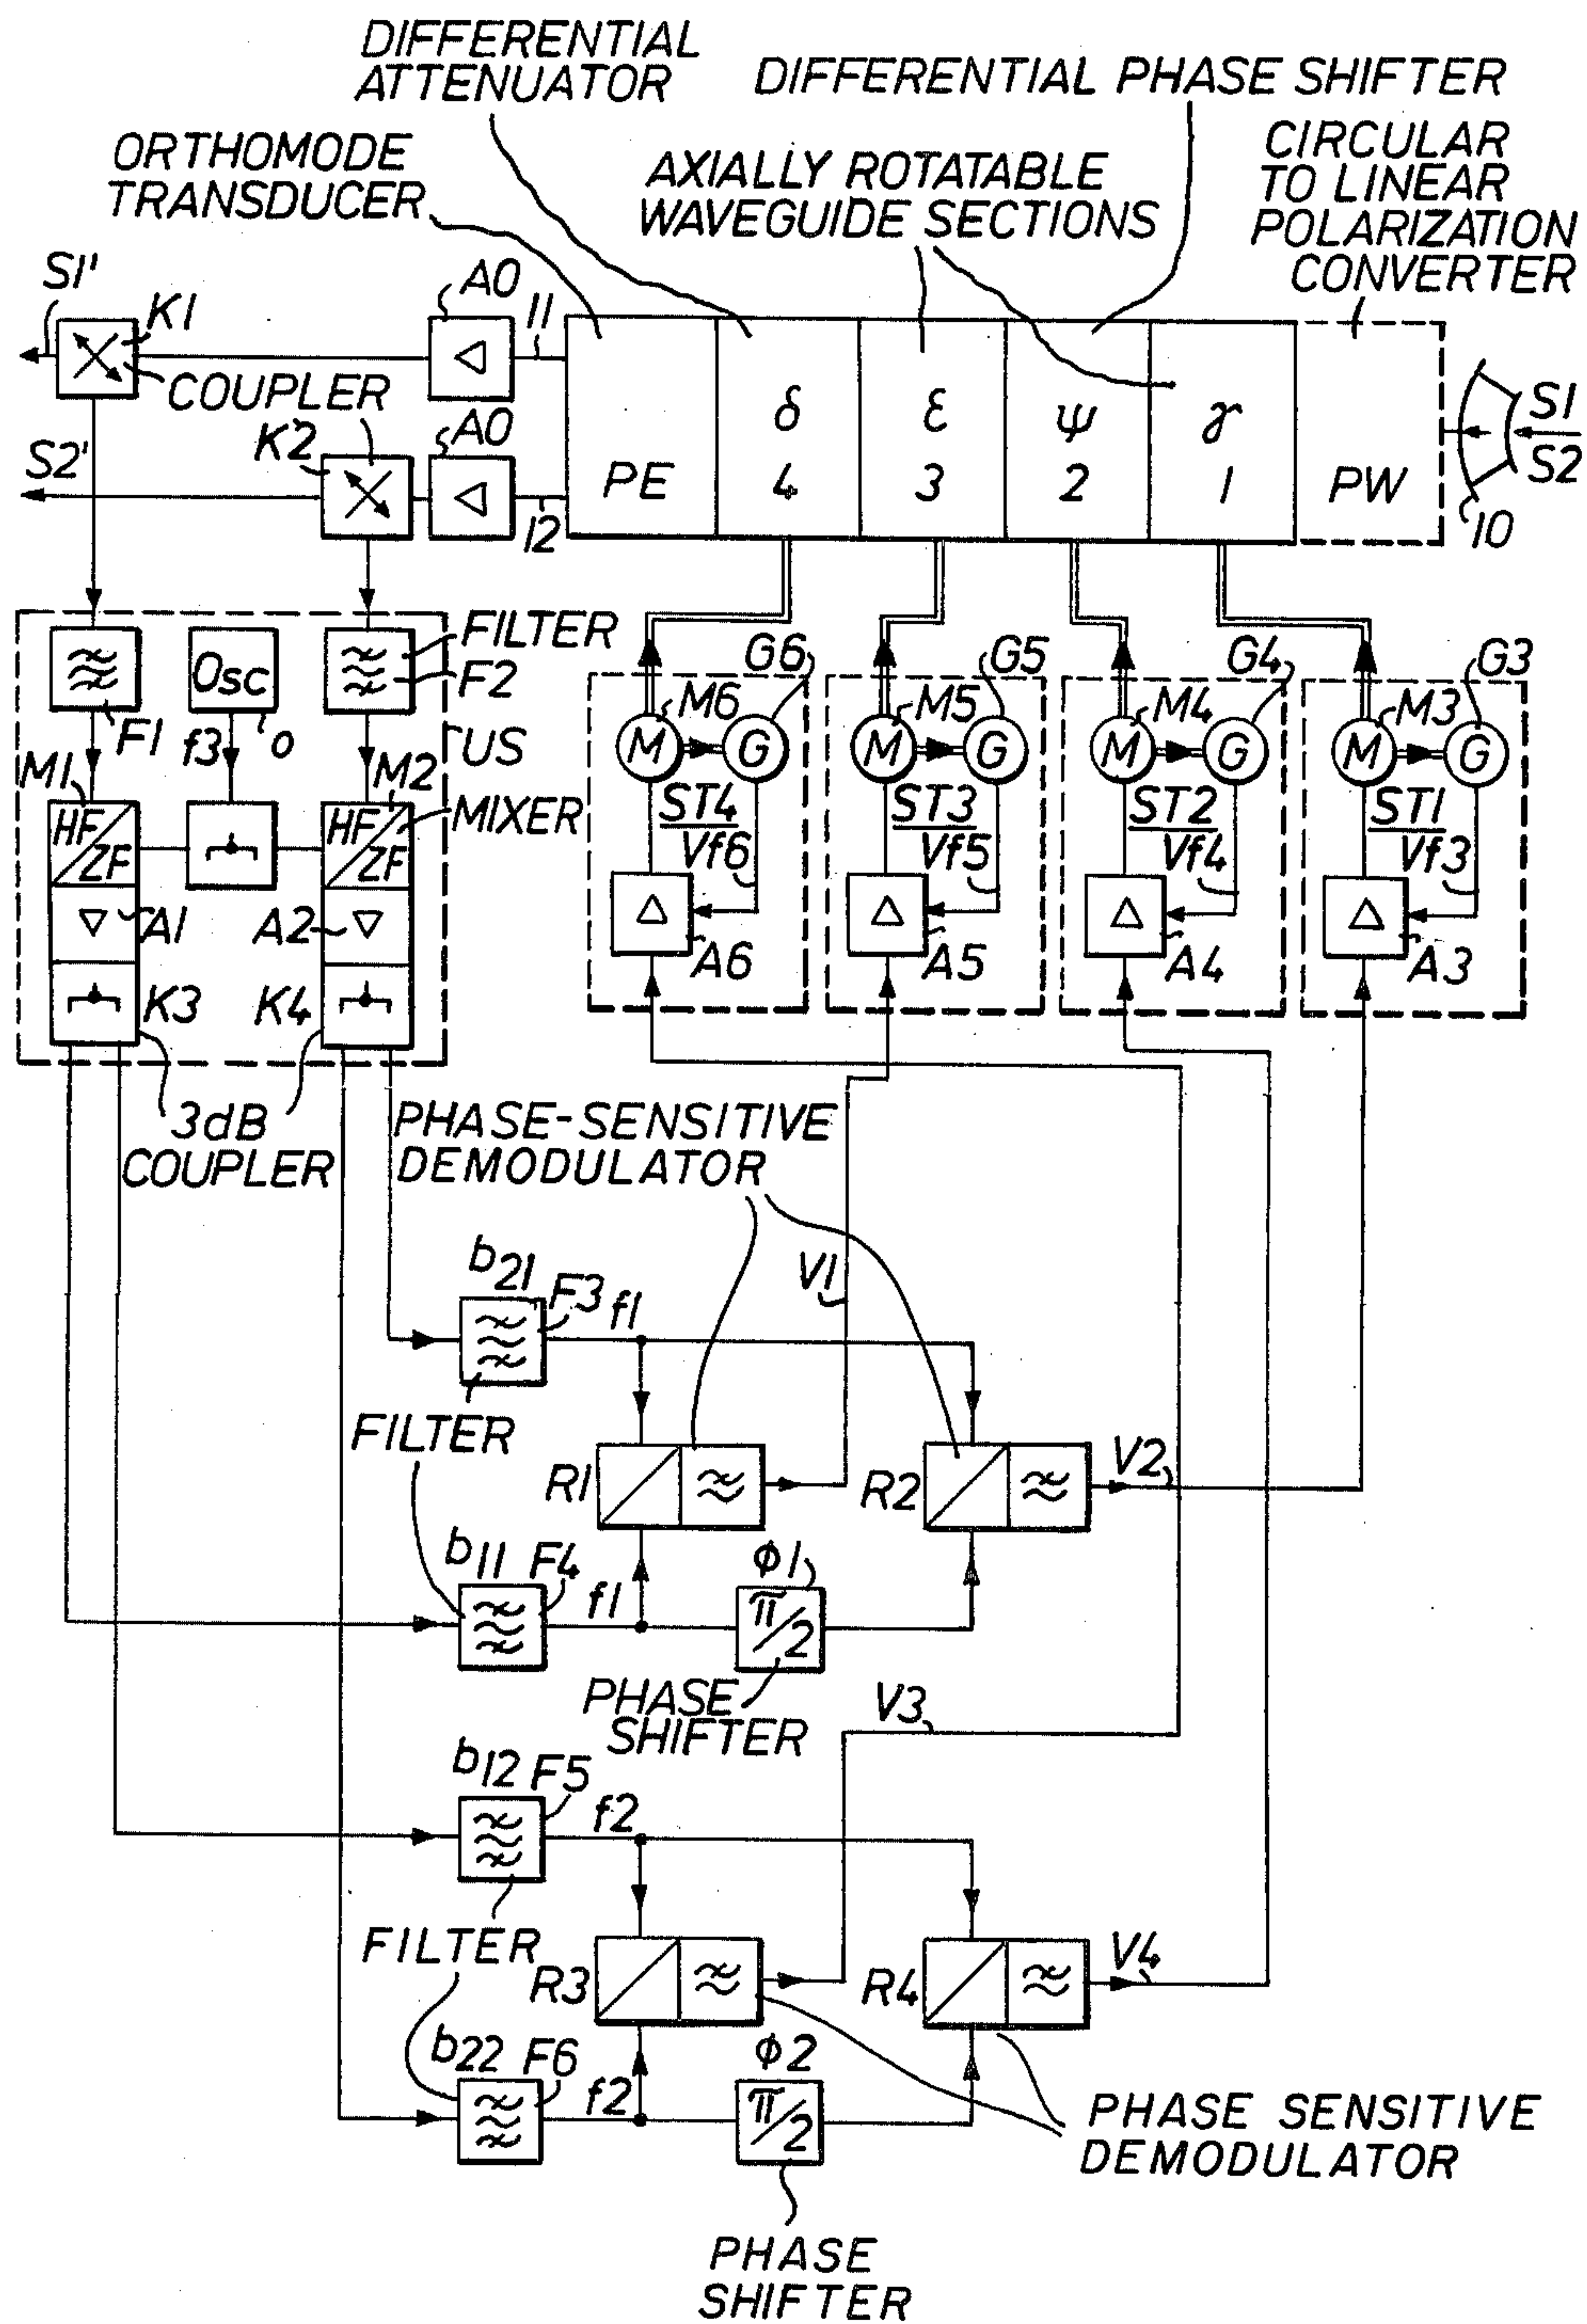 DIFFERENTIAL
ATTENUATOR
DIFFERENTIAL PHASE SHIFTER
ORTHOMODE
TRANSDUCER
AXIALLY ROTATABLE
WAVEGUIDE SECTIONS
CIRCULAR
TO LINEAR
POLARIZATION
CONVERTER
S1'
K1
A0
11
COUPLER
δ
ε
ψ
γ
S1
S2
S2'
K2
A0
12
PE
4
3
2
1
PW
10
FILTER
F2
Osc
F1
f3
o
US
M1
M2
MIXER
HF/ZF
HF/ZF
A1
A2
K3
K4
3dB
COUPLER
G6
G5
G4
G3
M6
M5
M4
M3
M
G
M
G
M
G
M
G
ST4
ST3
ST2
ST1
Vf6
Vf5
Vf4
Vf3
A6
A5
A4
A3
PHASE-SENSITIVE
DEMODULATOR
b21
F3
f1
V1
FILTER
R1
R2
V2
b11
F4
f1
φ1
π/2
PHASE
SHIFTER
V3
b12
F5
f2
FILTER
R3
R4
V4
b22
F6
f2
φ2
π/2
PHASE SENSITIVE
DEMODULATOR
PHASE
SHIFTER